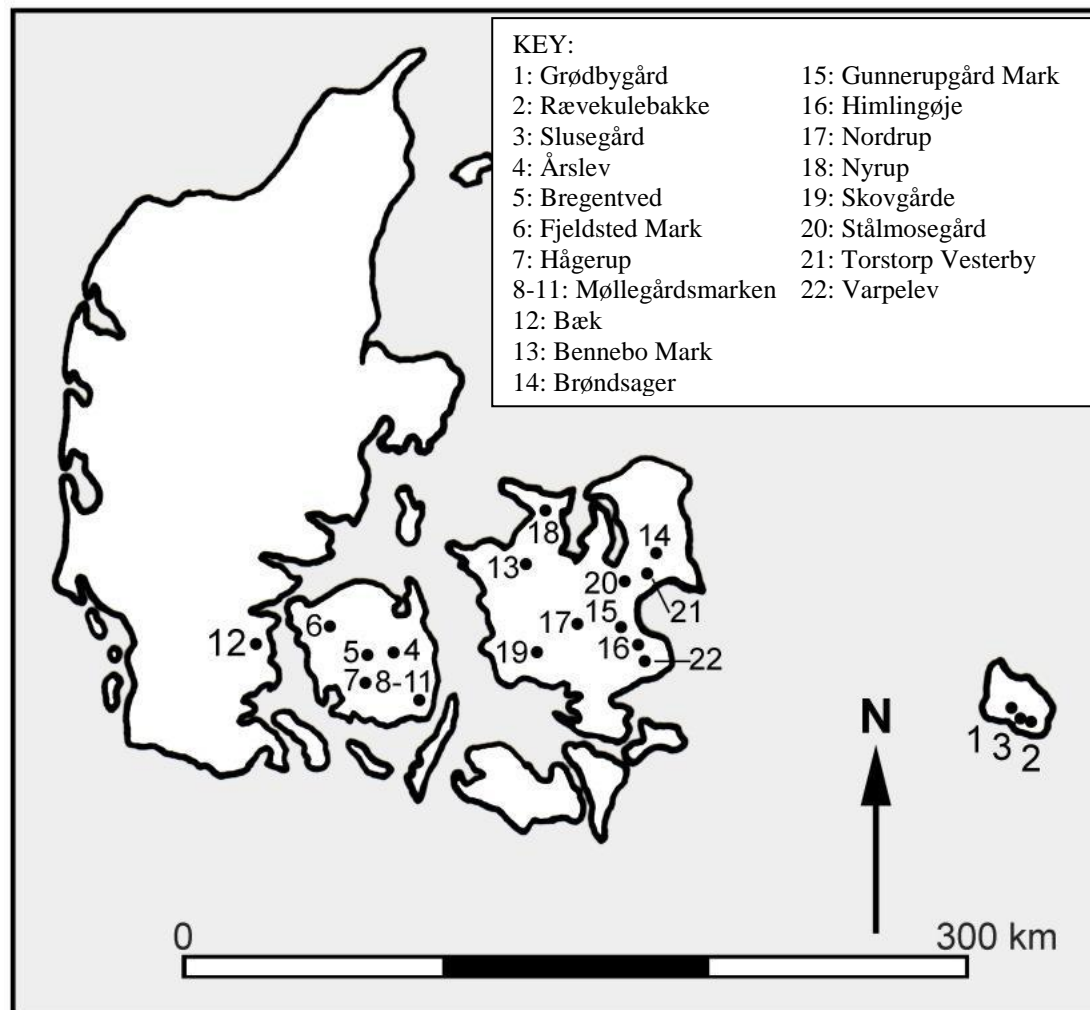 KEY:
1: Grødbygård
2: Rævekulebakke
3: Slusegård
4: Årslev
5: Bregentved
6: Fjeldsted Mark
7: Hågerup
8-11: Møllegårdsmarken
12: Bæk
13: Bennebo Mark
14: Brøndsager
15: Gunnerupgård Mark
16: Himlingøje
17: Nordrup
18: Nyrup
19: Skovgårde
20: Stålmosegård
21: Torstorp Vesterby
22: Varpelev
18
14
13
20
21
15
17
6
12
16
5
4
19
22
7
8-11
N
1
3
2
0
300 km